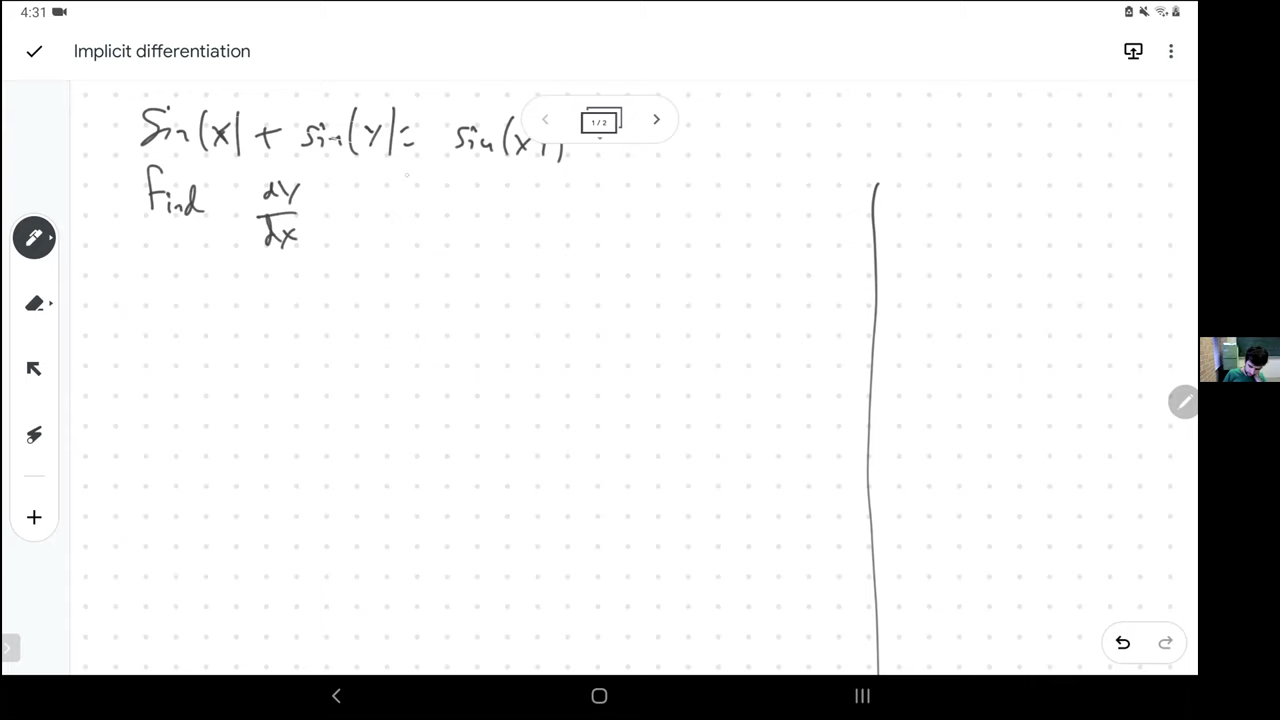 4:31
Implicit differentiation
1/2
Sin(x) + sin(y) = sin(x
Find dy/dx